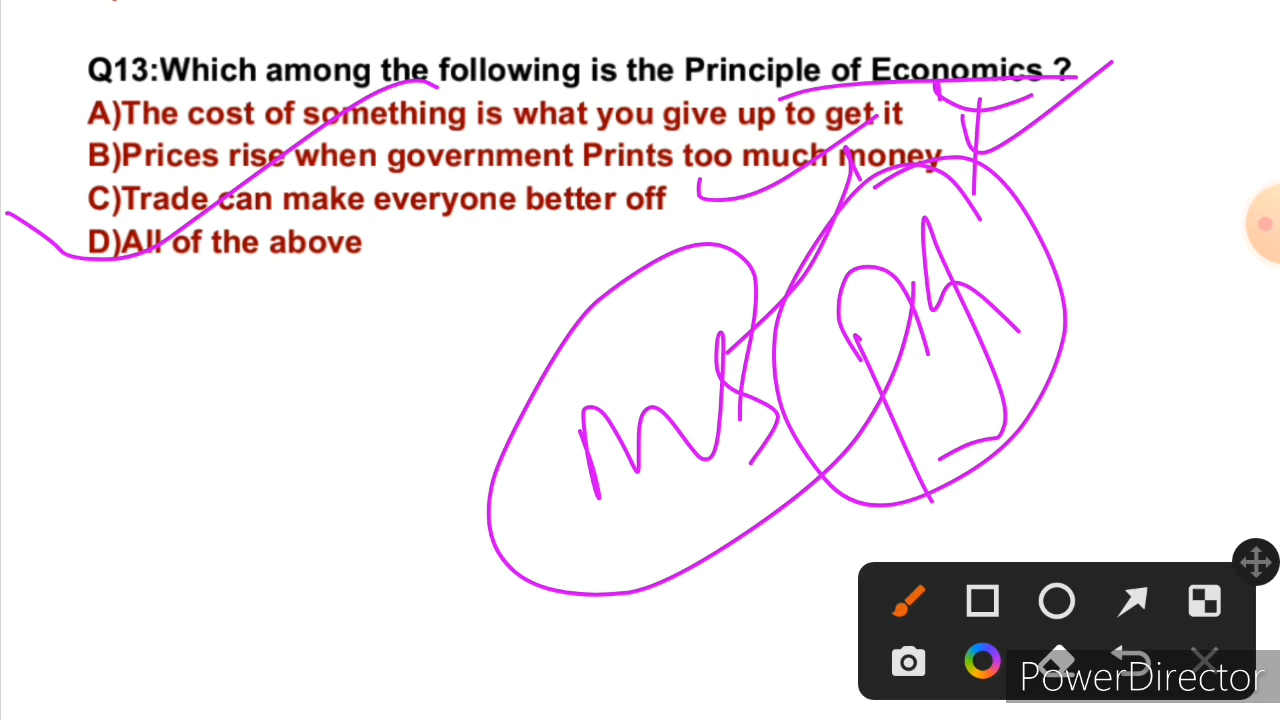 Q13:Which among the following is the Principle of Economics ?
A)The cost of something is what you give up to get it
B)Prices rise when government Prints too much money
C)Trade can make everyone better off
D)All of the above
PowerDirector